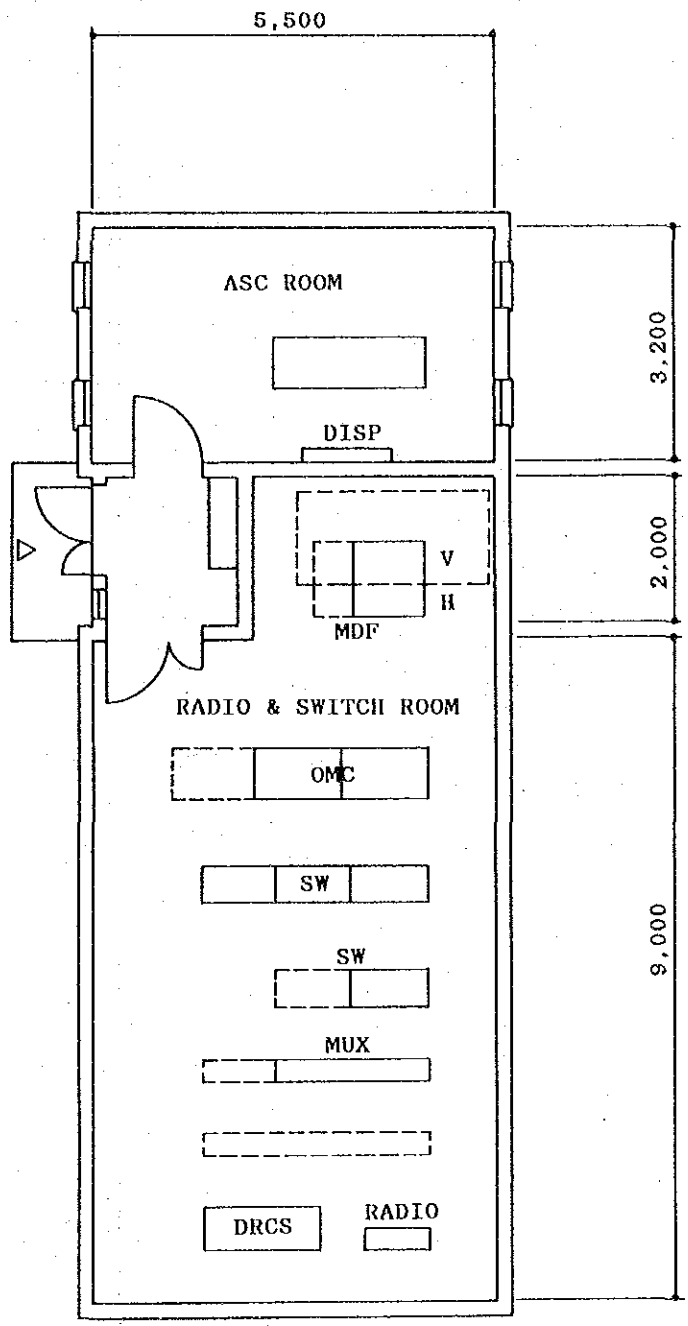 5,500
ASC ROOM
3,200
DISP
V
2,000
H
MDF
RADIO & SWITCH ROOM
OMC
SW
9,000
SW
MUX
DRCS
RADIO